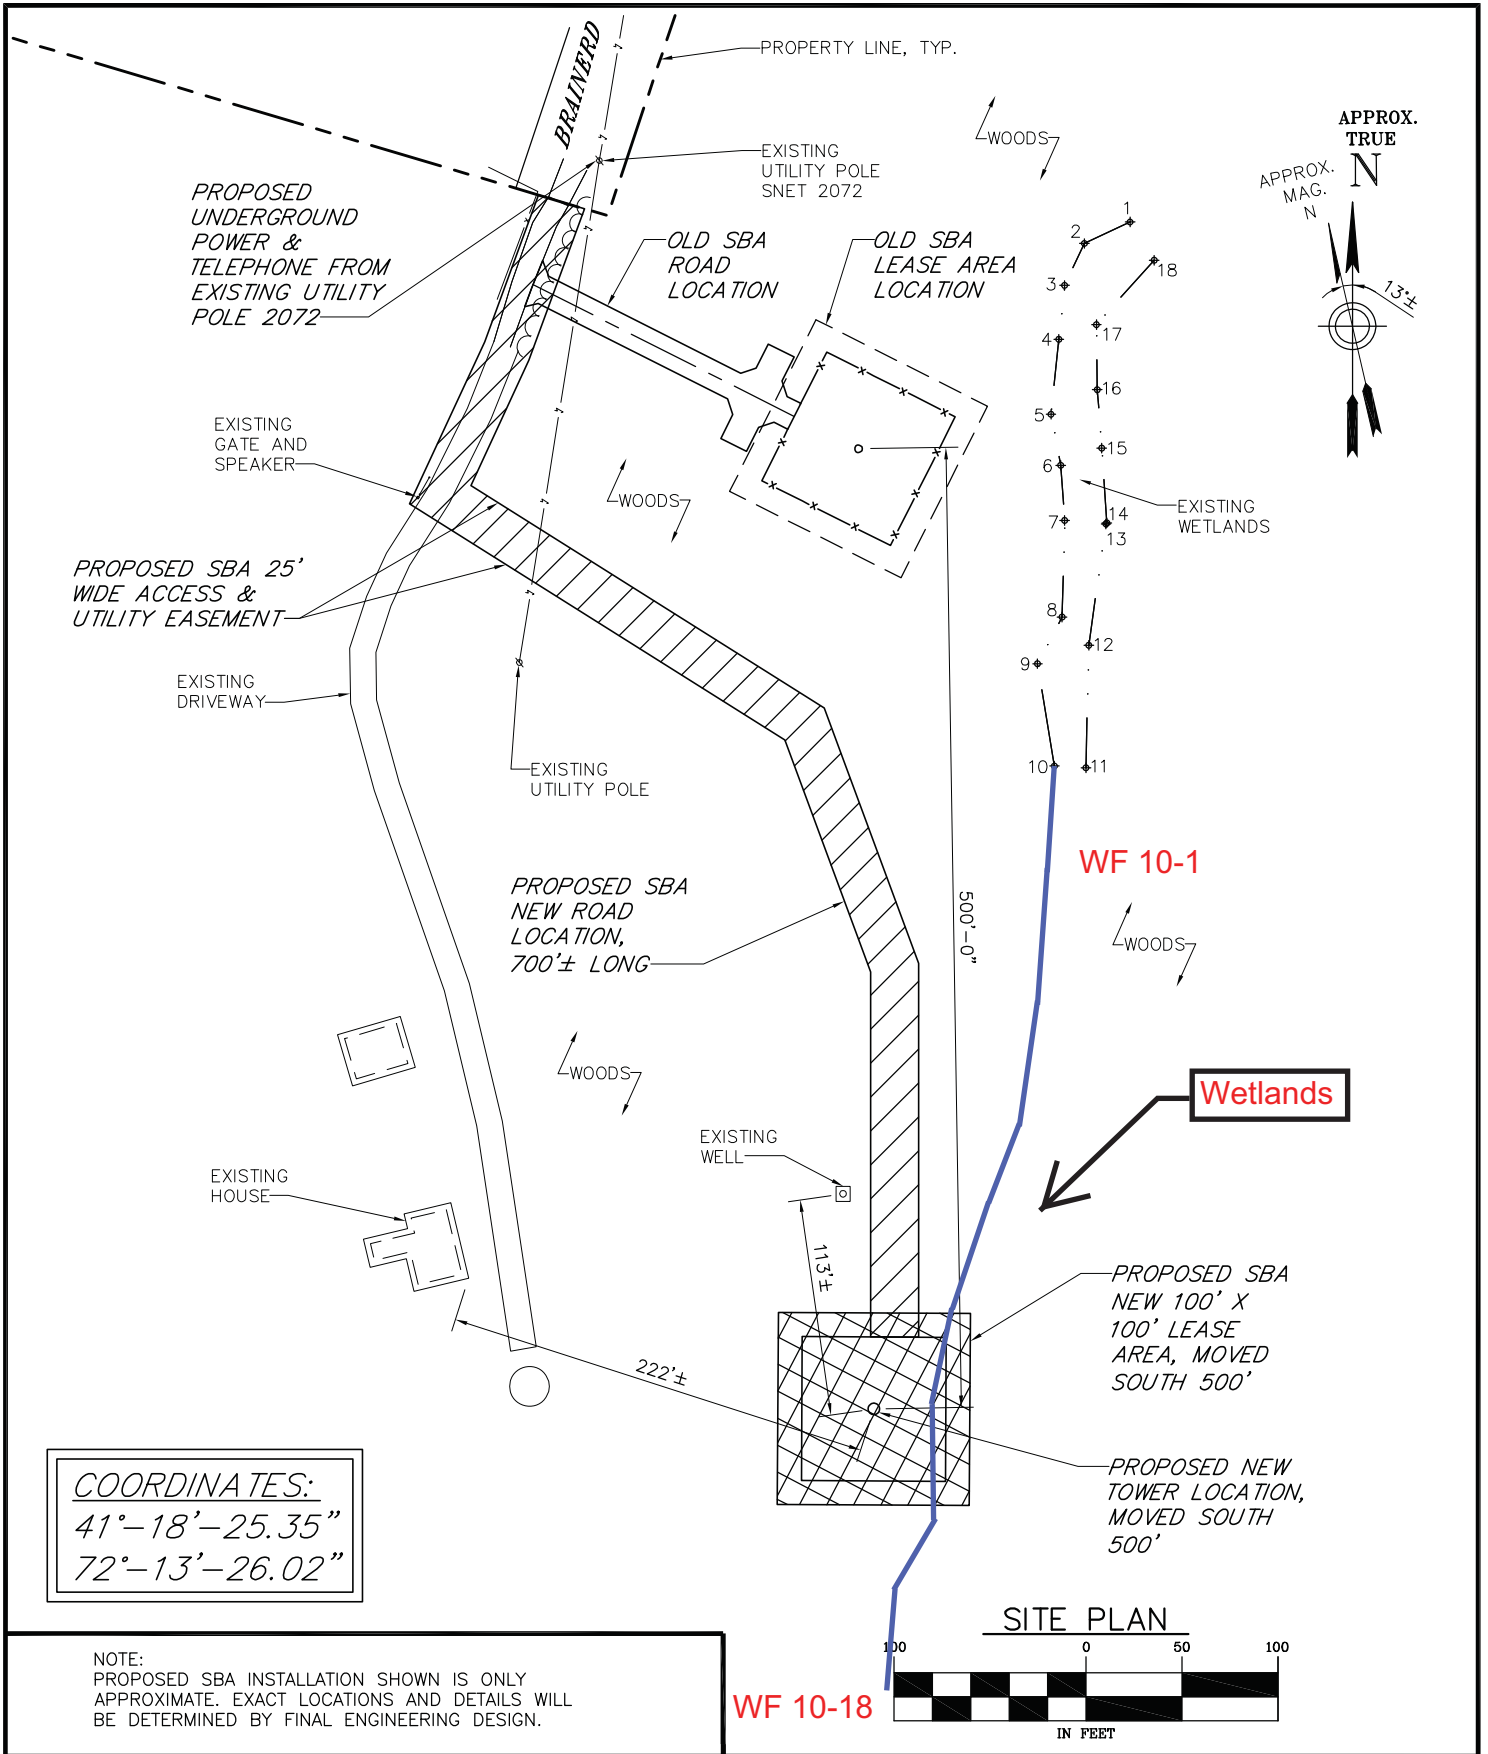 BRAINERD
PROPERTY LINE, TYP.
WOODS
APPROX.
TRUE
N
APPROX.
MAG.
N
13°±
EXISTING
UTILITY POLE
SNET 2072
PROPOSED
UNDERGROUND
POWER &
TELEPHONE FROM
EXISTING UTILITY
POLE 2072
OLD SBA
ROAD
LOCATION
OLD SBA
LEASE AREA
LOCATION
1
2
3
4
5
6
7
8
9
10
11
12
13
14
15
16
17
18
EXISTING
GATE AND
SPEAKER
WOODS
EXISTING
WETLANDS
PROPOSED SBA 25'
WIDE ACCESS &
UTILITY EASEMENT
EXISTING
DRIVEWAY
EXISTING
UTILITY POLE
WF 10-1
PROPOSED SBA
NEW ROAD
LOCATION,
700'± LONG
500'-0"
WOODS
WOODS
Wetlands
EXISTING
WELL
EXISTING
HOUSE
113'±
222'±
PROPOSED SBA
NEW 100' X
100' LEASE
AREA, MOVED
SOUTH 500'
PROPOSED NEW
TOWER LOCATION,
MOVED SOUTH
500'
COORDINATES:
41°-18'-25.35"
72°-13'-26.02"
SITE PLAN
100 0 50 100
IN FEET
NOTE:
PROPOSED SBA INSTALLATION SHOWN IS ONLY
APPROXIMATE. EXACT LOCATIONS AND DETAILS WILL
BE DETERMINED BY FINAL ENGINEERING DESIGN.
WF 10-18